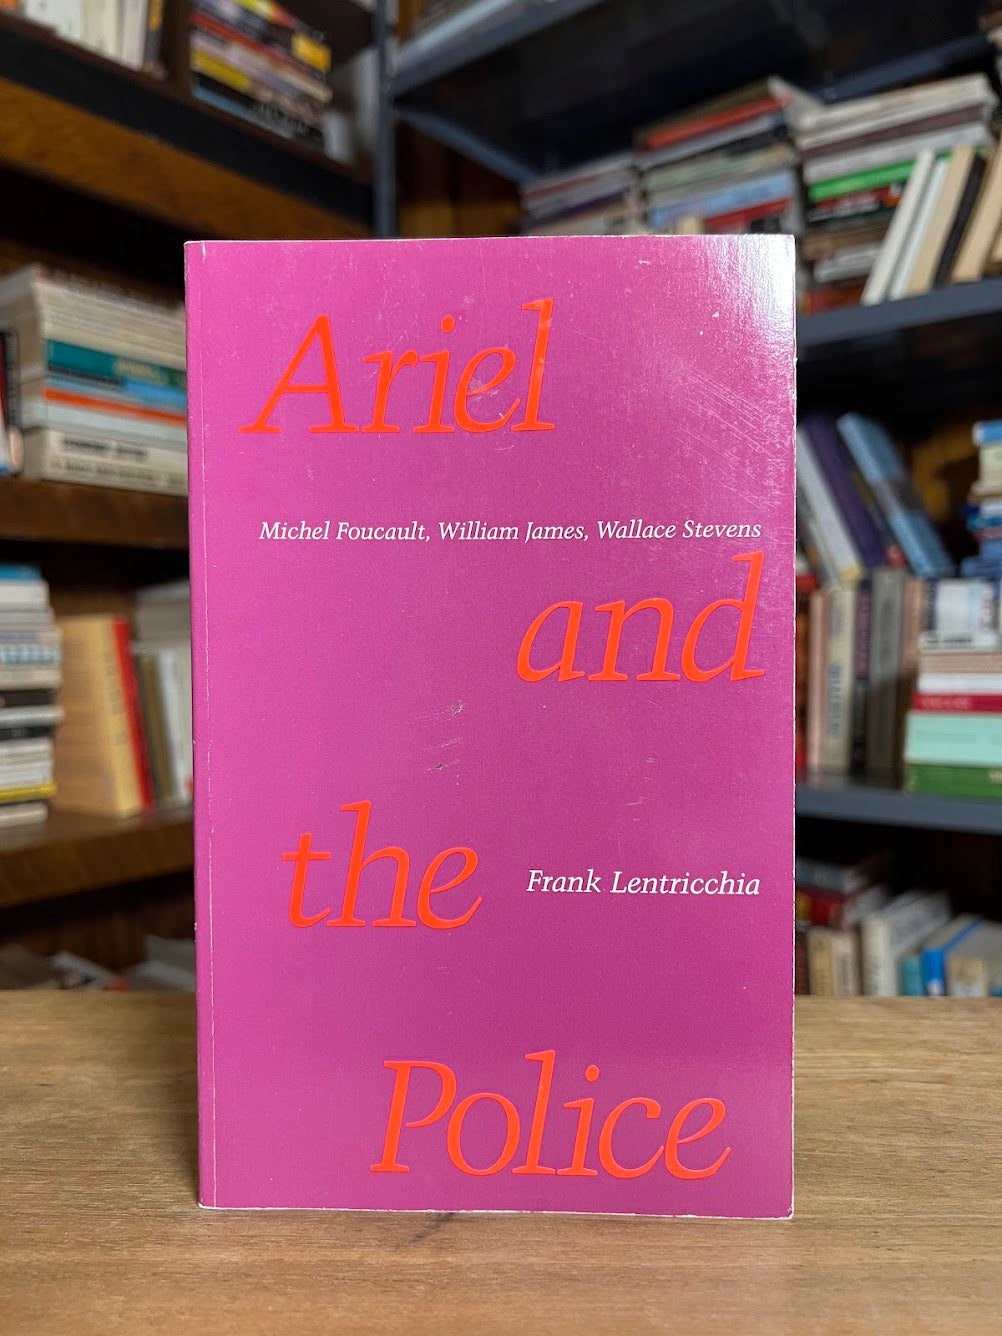 Ariel
Michel Foucault, William James, Wallace Stevens
and
the
Frank Lentricchia
Police